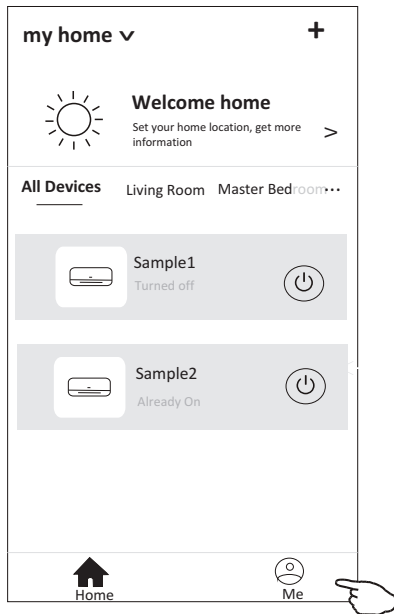 my home
+
Welcome home
Set your home location, get more
information
>
All Devices Living Room Master Bedroom...
Sample1
Turned off
Sample2
Already On
Home Me